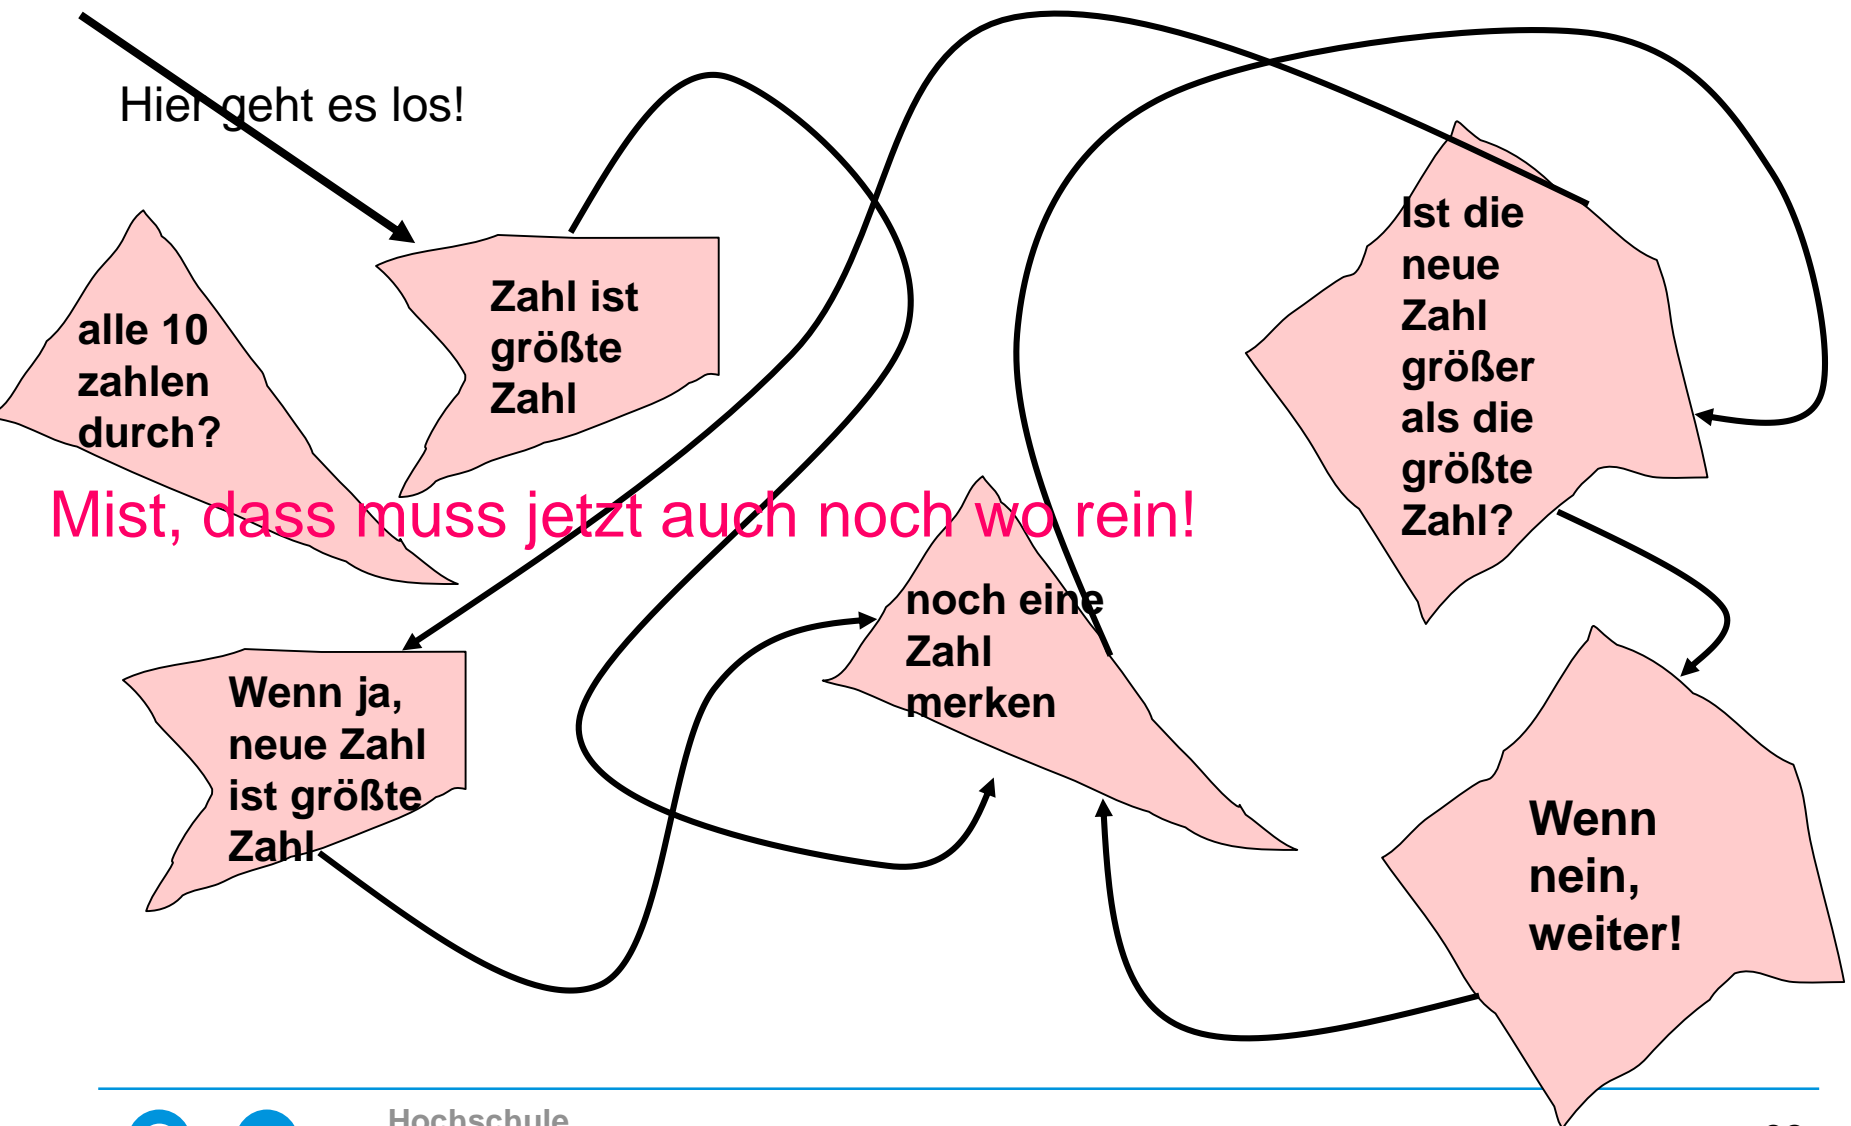 Hier geht es los!
alle 10
zahlen
durch?
Zahl ist
größte
Zahl
Ist die
neue
Zahl
größer
als die
größte
Zahl?
Mist, dass muss jetzt auch noch wo rein!
noch eine
Zahl
merken
Wenn ja,
neue Zahl
ist größte
Zahl
Wenn
nein,
weiter!
Hochschule